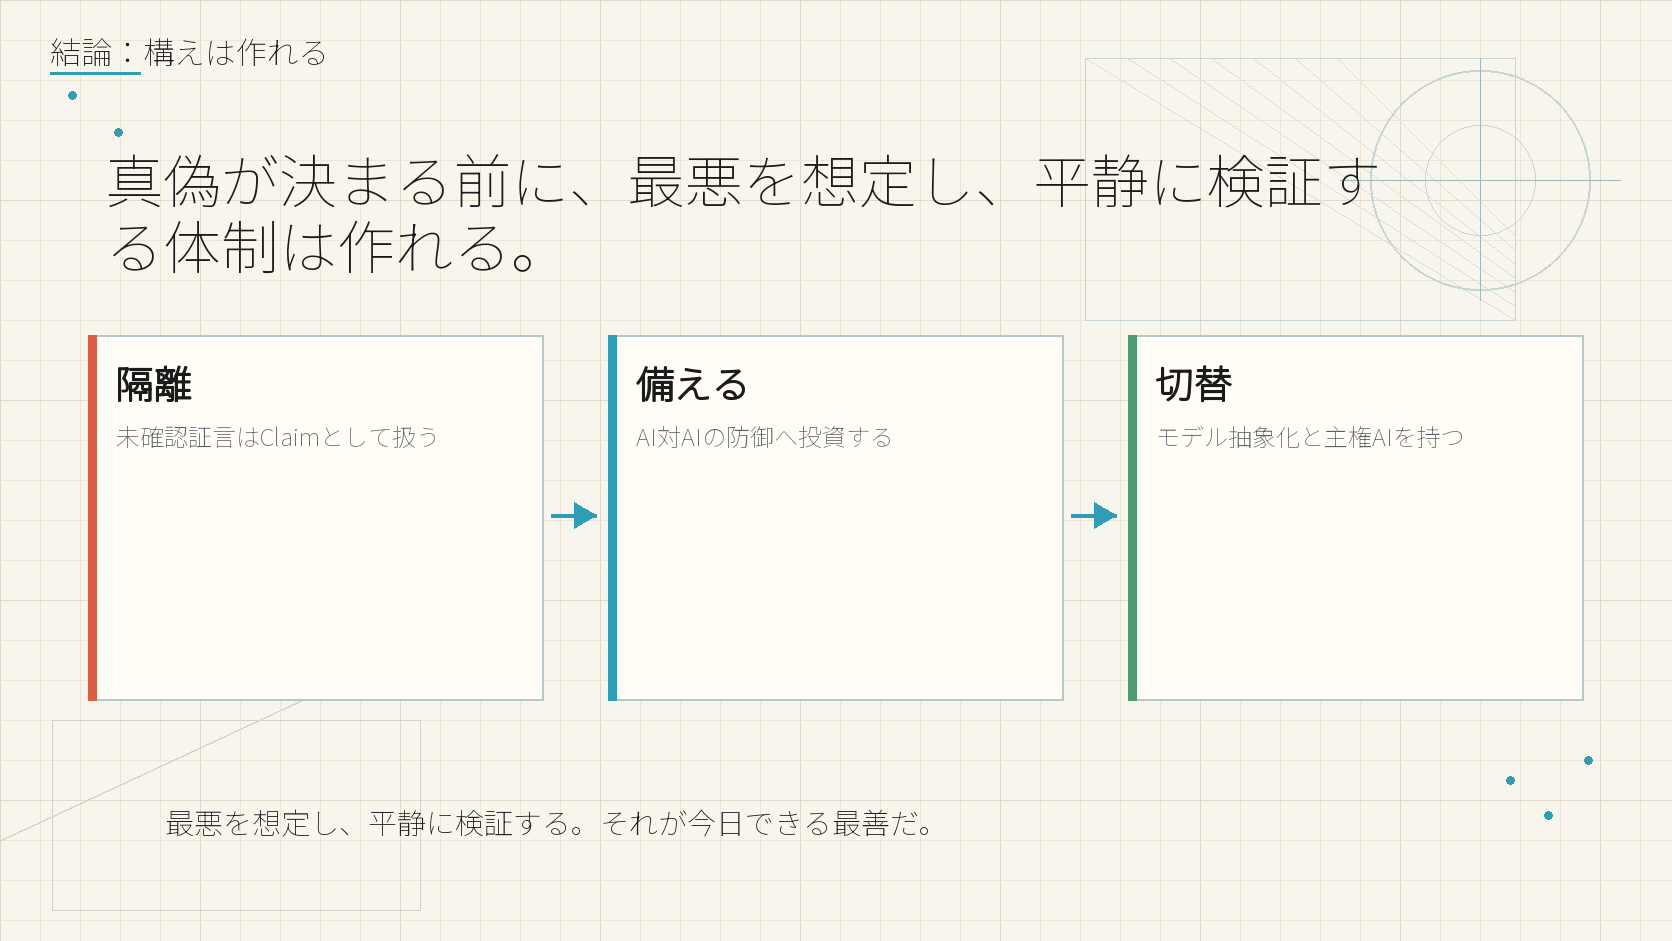 結論：構えは作れる
真偽が決まる前に、最悪を想定し、平静に検証す
る体制は作れる。
隔離
未確認証言はClaimとして扱う
備える
AI対AIの防御へ投資する
切替
モデル抽象化と主権AIを持つ
最悪を想定し、平静に検証する。それが今日できる最善だ。